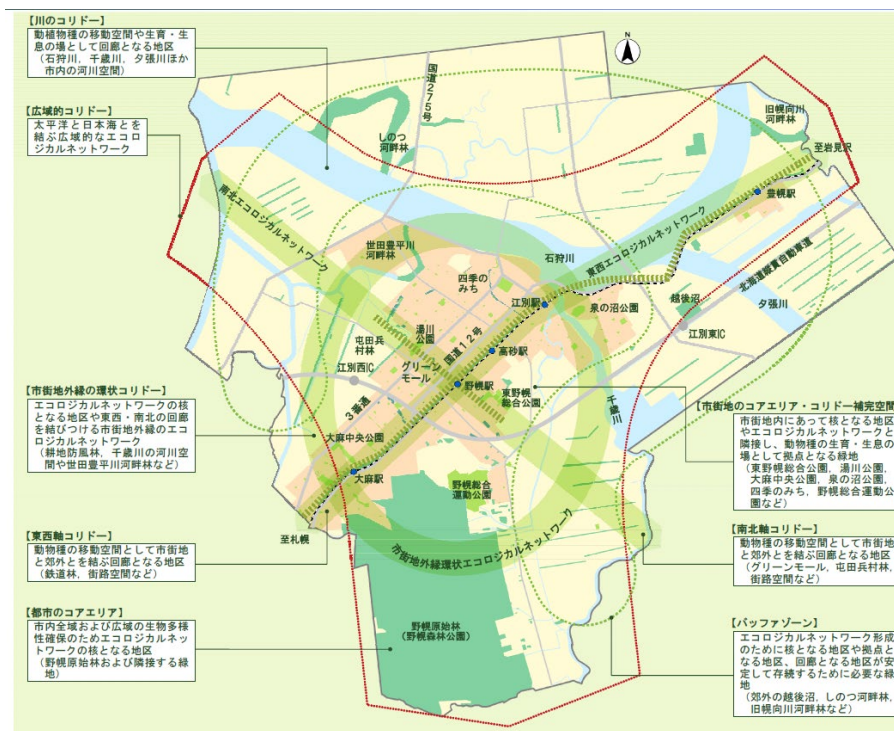 【川のコリドー】
動植物種の移動空間や生育・生
息の場として回廊となる地区
（石狩川，千歳川，夕張川ほか
市内の河川空間）
【広域的コリドー】
太平洋と日本海とを
結ぶ広域的なエコロ
ジカルネットワーク
国道275号
しのつ
河畔林
旧幌向川
河畔林
至岩見沢
豊幌駅
南北エコロジカルネットワーク
東西エコロジカルネットワーク
北海道縦貫自動車道
世田豊平川
河畔林
石狩川
四季の
みち
江別駅
泉の沼公園
越後沼
夕張川
江別東IC
湯川
公園
屯田兵
村林
国道12号
高砂駅
江別西IC
グリーン
モール
野幌駅
東野幌
総合公園
3番通
千歳川
大麻中央公園
大麻駅
野幌総合
運動公園
至札幌
市街地外縁環状エコロジカルネットワーク
野幌原始林
（野幌森林公園）
【市街地外縁の環状コリドー】
エコロジカルネットワークの核
となる地区や東西・南北の回廊
を結びつける市街地外縁のエコ
ロジカルネットワーク
（耕地防風林，千歳川の河川空
間や世田豊平川河畔林など）
【東西軸コリドー】
動物種の移動空間として市街地
と郊外とを結ぶ回廊となる地区
（鉄道林，街路空間など）
【都市のコアエリア】
市内全域および広域の生物多様
性確保のためエコロジカルネッ
トワークの核となる地区
（野幌原始林および隣接する緑
地）
【市街地のコアエリア・コリドー補完空間
市街地内にあって核となる地区
やエコロジカルネットワークと
隣接し，動物種の生育・生息の
場として拠点となる緑地
（東野幌総合公園，湯川公園，
大麻中央公園，泉の沼公園，
四季のみち，野幌総合運動公
園など）
【南北軸コリドー】
動物種の移動空間として市街地
と郊外とを結ぶ回廊となる地区
（グリーンモール，屯田兵村林，
街路空間など）
【バッファゾーン】
エコロジカルネットワーク形成
のために核となる地区や拠点と
なる地区、回廊となる地区が安
定して存続するために必要な緑
地
（郊外の越後沼，しのつ河畔林，
旧幌向川河畔林など）